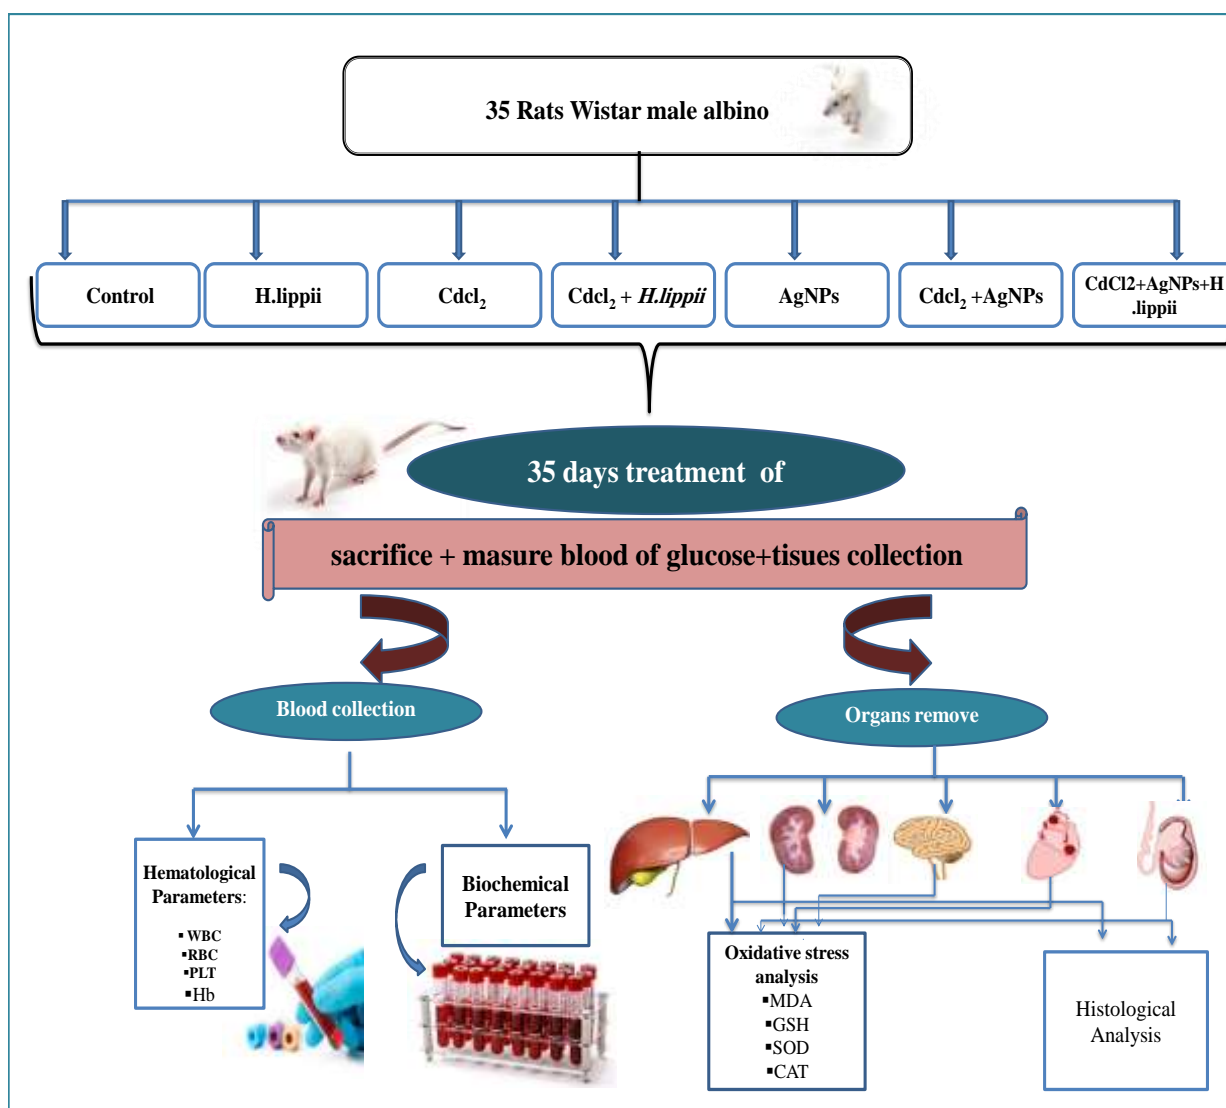 35 Rats Wistar male albino
Control
H.lippii
Cdcl₂
Cdcl₂ + H.lippii
AgNPs
Cdcl₂ +AgNPs
CdCl2+AgNPs+H
.lippii
35 days treatment of
sacrifice + masure blood of glucose+tisues collection
Blood collection
Organs remove
Hematological
Parameters:
▪ WBC
▪ RBC
▪ PLT
▪ Hb
Biochemical
Parameters
Oxidative stress
analysis
▪MDA
▪GSH
▪SOD
▪CAT
Histological
Analysis